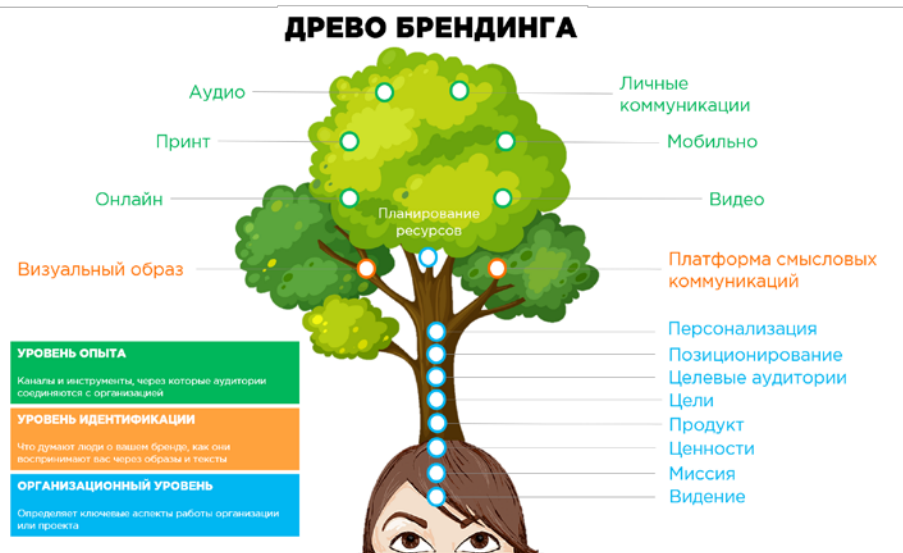 ДРЕВО БРЕНДИНГА
Аудио
Личные
коммуникации
Принт
Мобильно
Онлайн
Видео
Планирование
ресурсов
Визуальный образ
Платформа смысловых
коммуникаций
Персонализация
Позиционирование
Целевые аудитории
Цели
Продукт
Ценности
Миссия
Видение
УРОВЕНЬ ОПЫТА
Каналы и инструменты, через которые аудитории
соединяются с организацией
УРОВЕНЬ ИДЕНТИФИКАЦИИ
Что думают люди о вашем бренде, как они
воспринимают вас через образы и тексты
ОРГАНИЗАЦИОННЫЙ УРОВЕНЬ
Определяет ключевые аспекты работы организации
или проекта